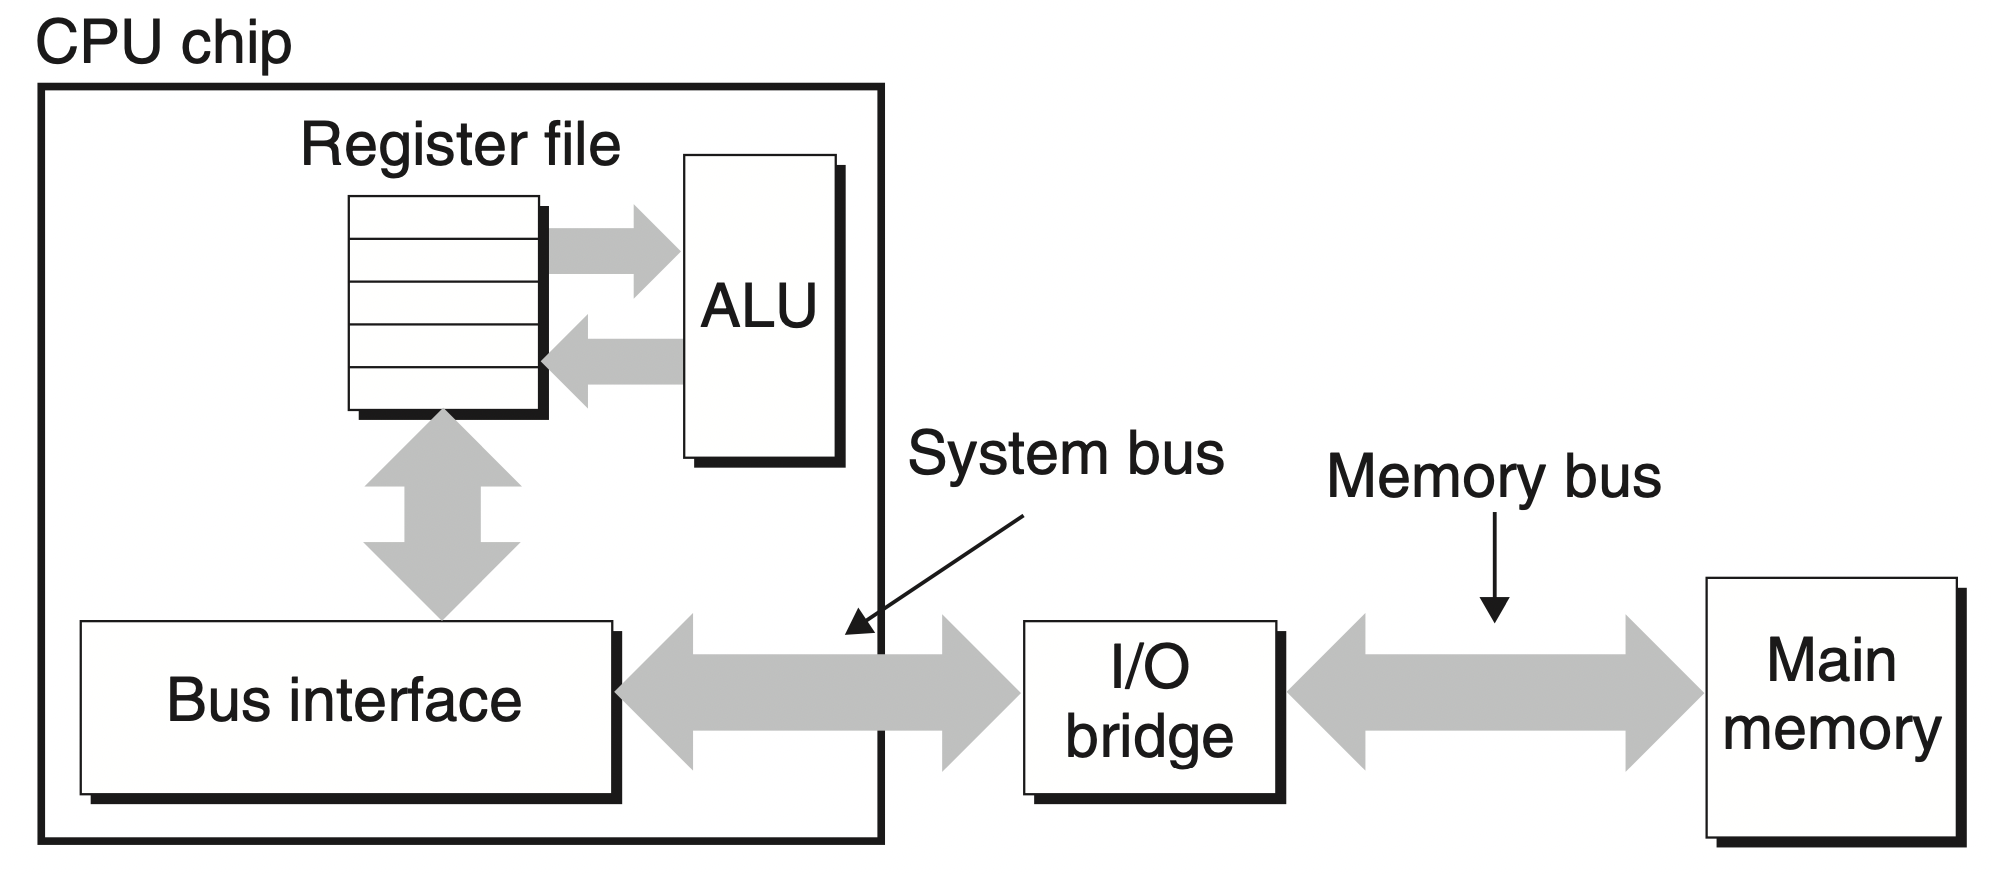 CPU chip
Register file
ALU
System bus
Memory bus
Bus interface
I/O
bridge
Main
memory